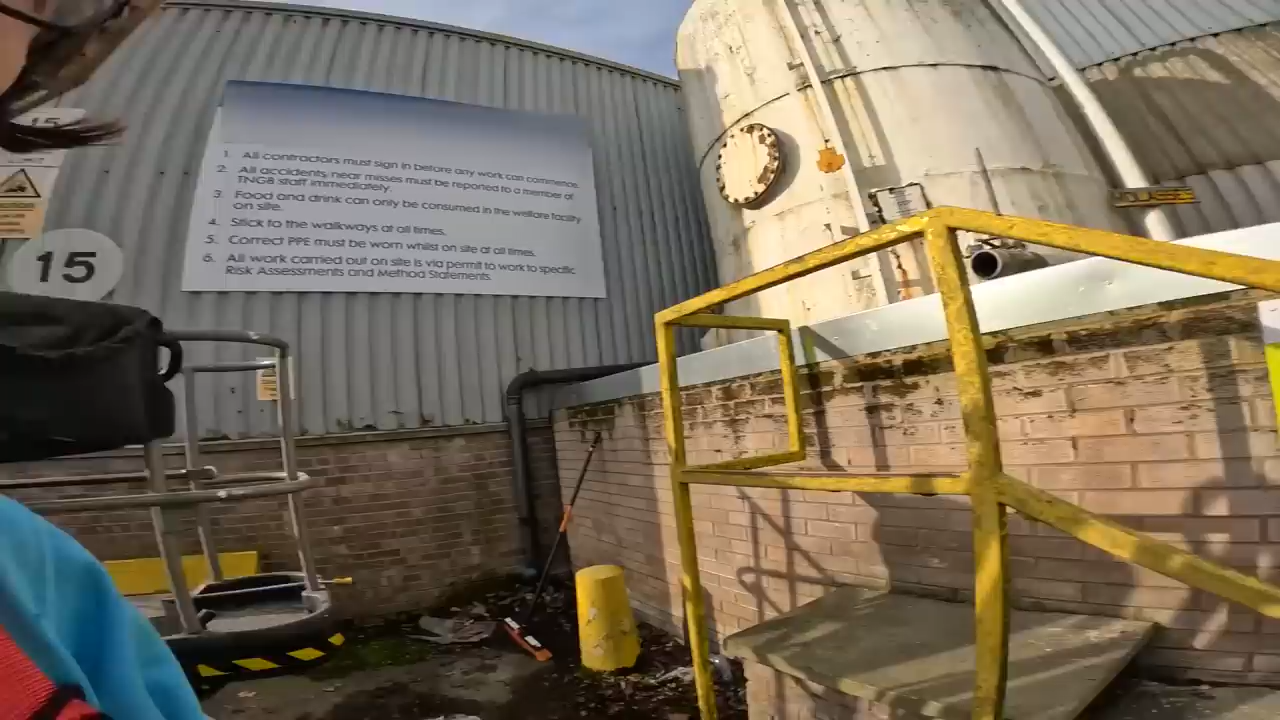 15
1. All contractors must sign in before any work can commence.
2. All accidents, near misses must be reported to a member of
TNGB staff immediately.
3. Food and drink can only be consumed in the welfare facility
on site.
4. Stick to the walkways at all times.
5. Correct PPE must be worn whilst on site at all times.
6. All work carried out on site is via permit to work to specific
Risk Assessments and Method Statements.
15